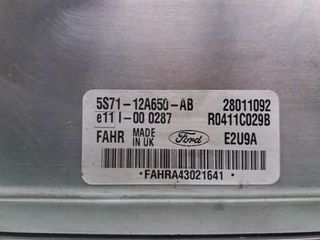 5S71-12A650-AB 28011092
e11 I-00 0287 R0411C029B
FAHR MADE IN UK Ford E2U9A
*FAHRA43021641*